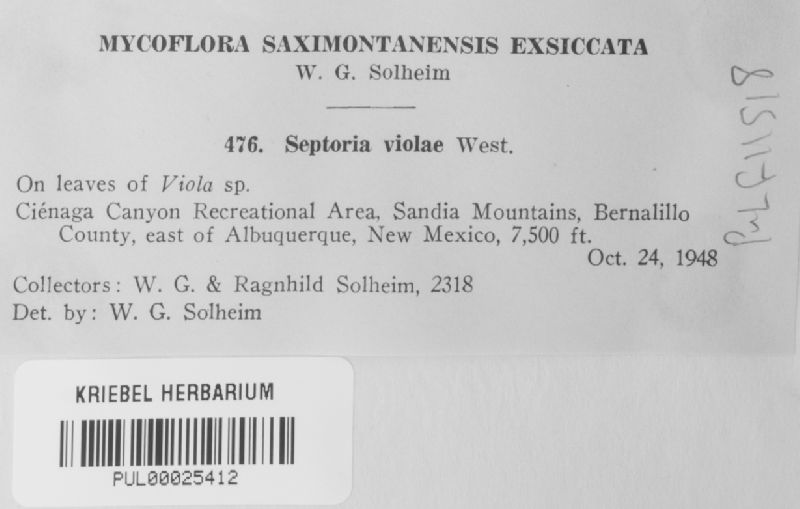 MYCOFLORA SAXIMONTANENSIS EXSICCATA
W. G. Solheim
476. Septoria violae West.
On leaves of Viola sp.
Ciénaga Canyon Recreational Area, Sandia Mountains, Bernalillo
County, east of Albuquerque, New Mexico, 7,500 ft.
Oct. 24, 1948
Collectors: W. G. & Ragnhild Solheim, 2318
Det. by: W. G. Solheim
KRIEBEL HERBARIUM
PUL00025412